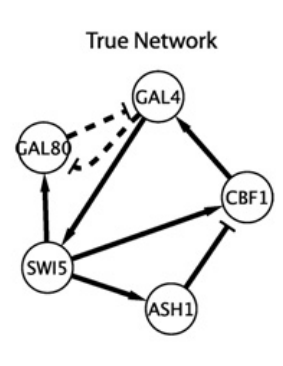 True Network
GAL4
GAL80
CBF1
SWI5
ASH1